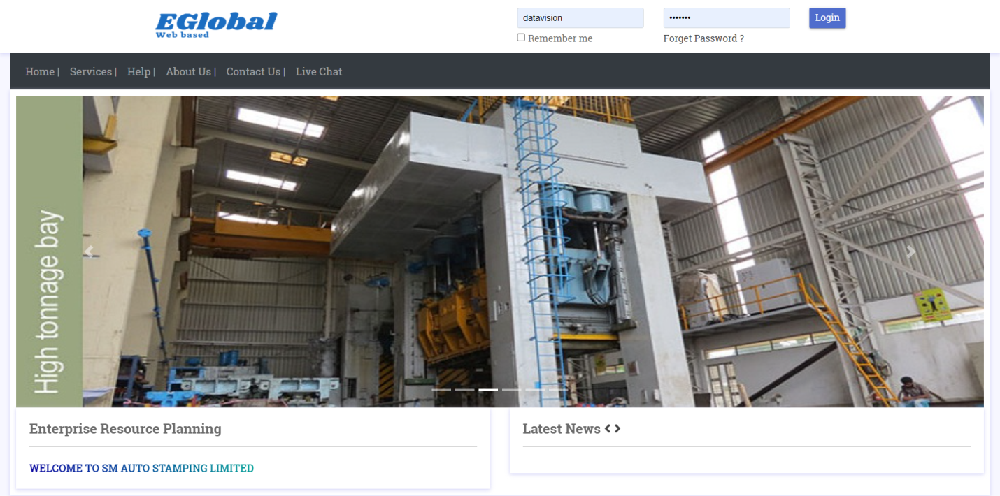 EGlobal
Web based
datavision
•••••••
Login
Remember me
Forget Password ?
Home | Services | Help | About Us | Contact Us | Live Chat
High tonnage bay
Enterprise Resource Planning
WELCOME TO SM AUTO STAMPING LIMITED
Latest News